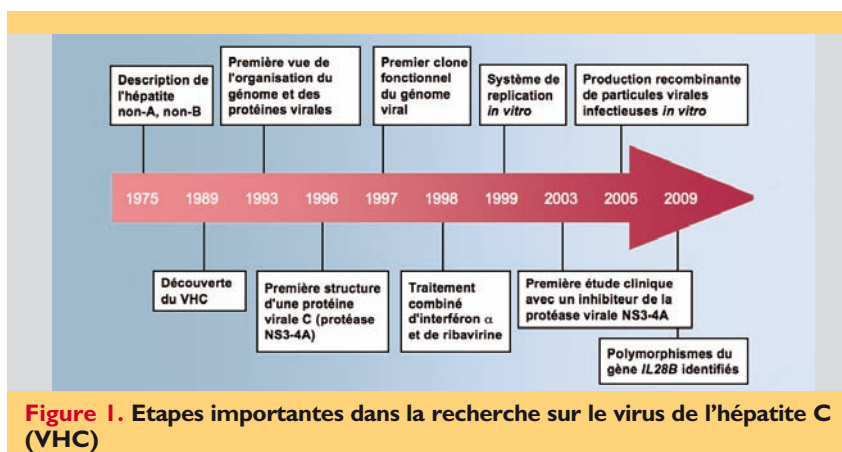 Description de
l'hépatite
non-A, non-B
Première vue de
l'organisation du
génome et des
protéines virales
Premier clone
fonctionnel
du génome
viral
Système de
replication
in vitro
Production recombinante
de particules virales
infectieuses in vitro
1975 1989 1993 1996 1997 1998 1999 2003 2005 2009
Découverte
du VHC
Première structure
d'une protéine
virale C (protéase
NS3-4A)
Traitement
combiné
d'interféron α
et de ribavirine
Première étude clinique
avec un inhibiteur de la
protéase virale NS3-4A
Polymorphismes du
gène IL28B identifiés
Figure 1. Etapes importantes dans la recherche sur le virus de l'hépatite C
(VHC)